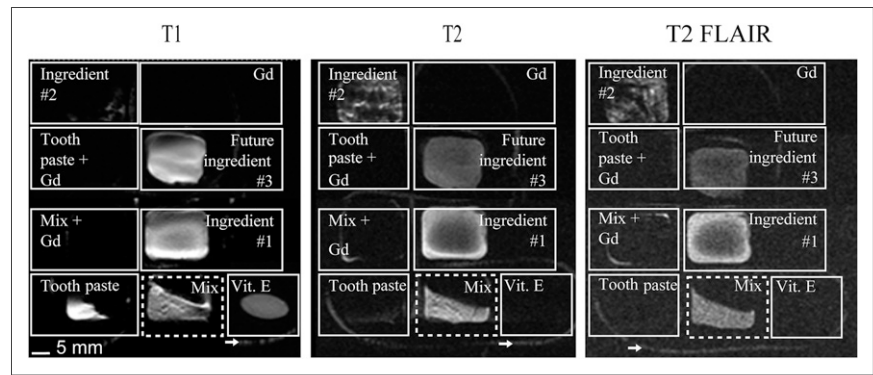 T1
T2
T2 FLAIR
Ingredient
#2
Gd
Tooth
paste +
Gd
Future
ingredient
#3
Mix +
Gd
Ingredient
#1
Tooth paste
Mix
Vit. E
5 mm
Ingredient
#2
Gd
Tooth
paste +
Gd
Future
ingredient
#3
Mix +
Gd
Ingredient
#1
Tooth paste
Mix
Vit. E
Ingredient
#2
Gd
Tooth
paste +
Gd
Future
ingredient
#3
Mix +
Gd
Ingredient
#1
Tooth paste
Mix
Vit. E